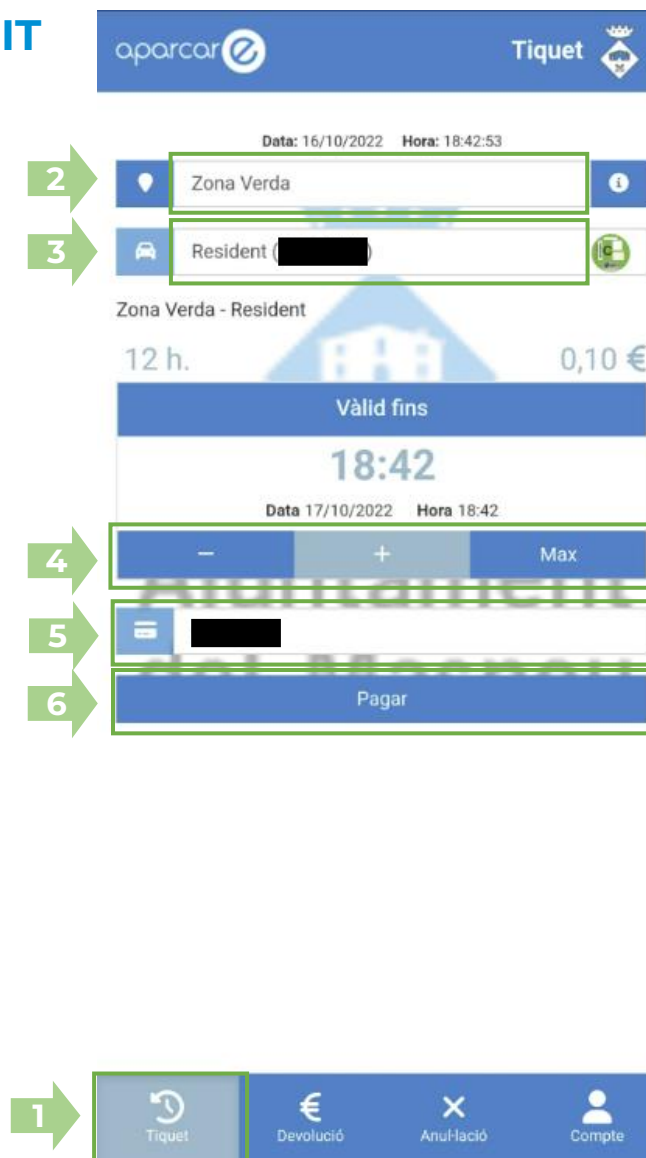 IT
aparcar e
Tiquet
Data: 16/10/2022 Hora: 18:42:53
2
Zona Verda
i
3
Resident ( )
Zona Verda - Resident
12 h.
0,10 €
Vàlid fins
18:42
Data 17/10/2022 Hora 18:42
4
− + Max
Ajuntament
5
6
Pagar
1
Tiquet
€
Devolució
Anul·lació
Compte